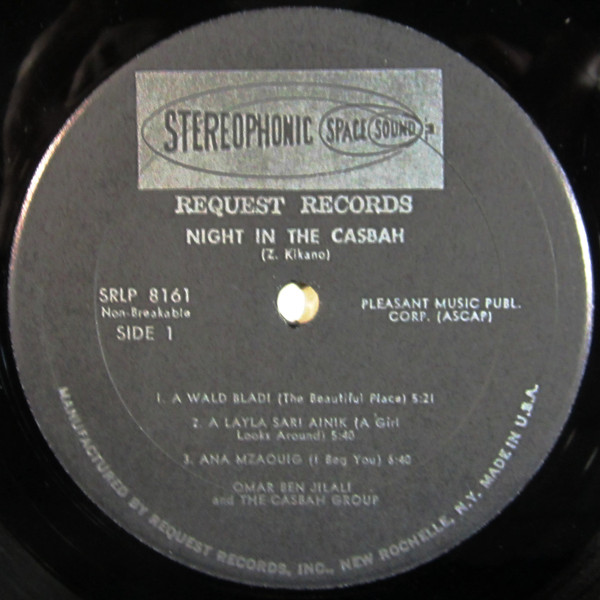 STEREOPHONIC SPACE SOUND
REQUEST RECORDS
NIGHT IN THE CASBAH
(Z. Kikano)
SRLP 8161
Non-Breakable
SIDE 1
PLEASANT MUSIC PUBL.
CORP. (ASCAP)
1. A WALD BLADI (The Beautiful Place) 5:21
2. A LAYLA SARI AINIK (A Girl
Looks Around) 5:40
3. ANA MZAOUIG (I Beg You) 6:40
OMAR BEN JILALI
and THE CASBAH GROUP
MANUFACTURED BY REQUEST RECORDS, INC., NEW ROCHELLE, N.Y. MADE IN U.S.A.